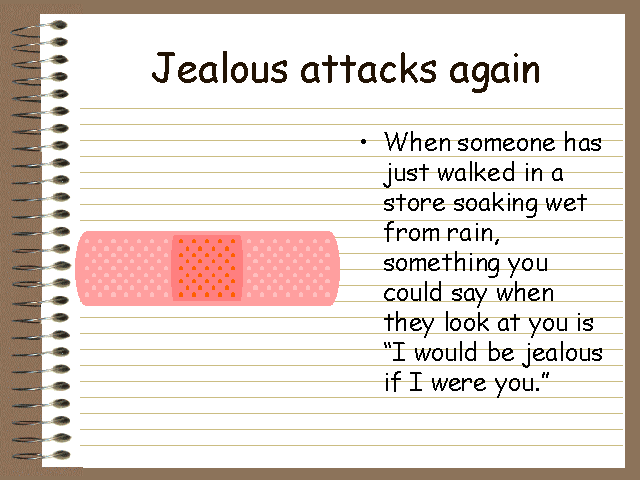 Jealous attacks again
• When someone has
just walked in a
store soaking wet
from rain,
something you
could say when
they look at you is
“I would be jealous
if I were you.”